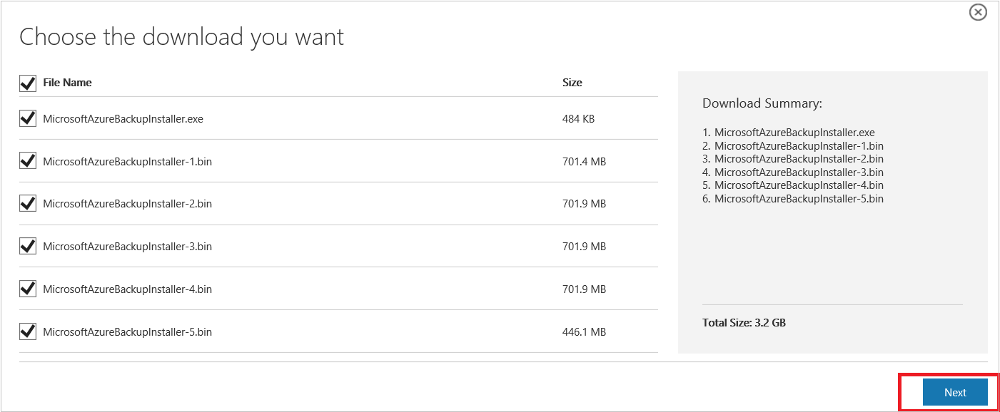 Choose the download you want
File Name Size
MicrosoftAzureBackupInstaller.exe 484 KB
MicrosoftAzureBackupInstaller-1.bin 701.4 MB
MicrosoftAzureBackupInstaller-2.bin 701.9 MB
MicrosoftAzureBackupInstaller-3.bin 701.9 MB
MicrosoftAzureBackupInstaller-4.bin 701.9 MB
MicrosoftAzureBackupInstaller-5.bin 446.1 MB
Download Summary:
1. MicrosoftAzureBackupInstaller.exe
2. MicrosoftAzureBackupInstaller-1.bin
3. MicrosoftAzureBackupInstaller-2.bin
4. MicrosoftAzureBackupInstaller-3.bin
5. MicrosoftAzureBackupInstaller-4.bin
6. MicrosoftAzureBackupInstaller-5.bin
Total Size: 3.2 GB
Next